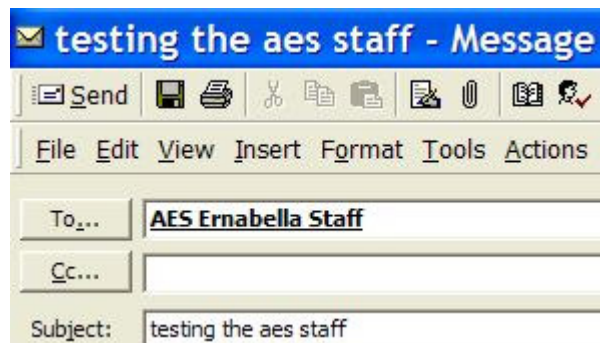 testing the aes staff - Message
Send
File Edit View Insert Format Tools Actions
To... AES Ernabella Staff
Cc...
Subject: testing the aes staff